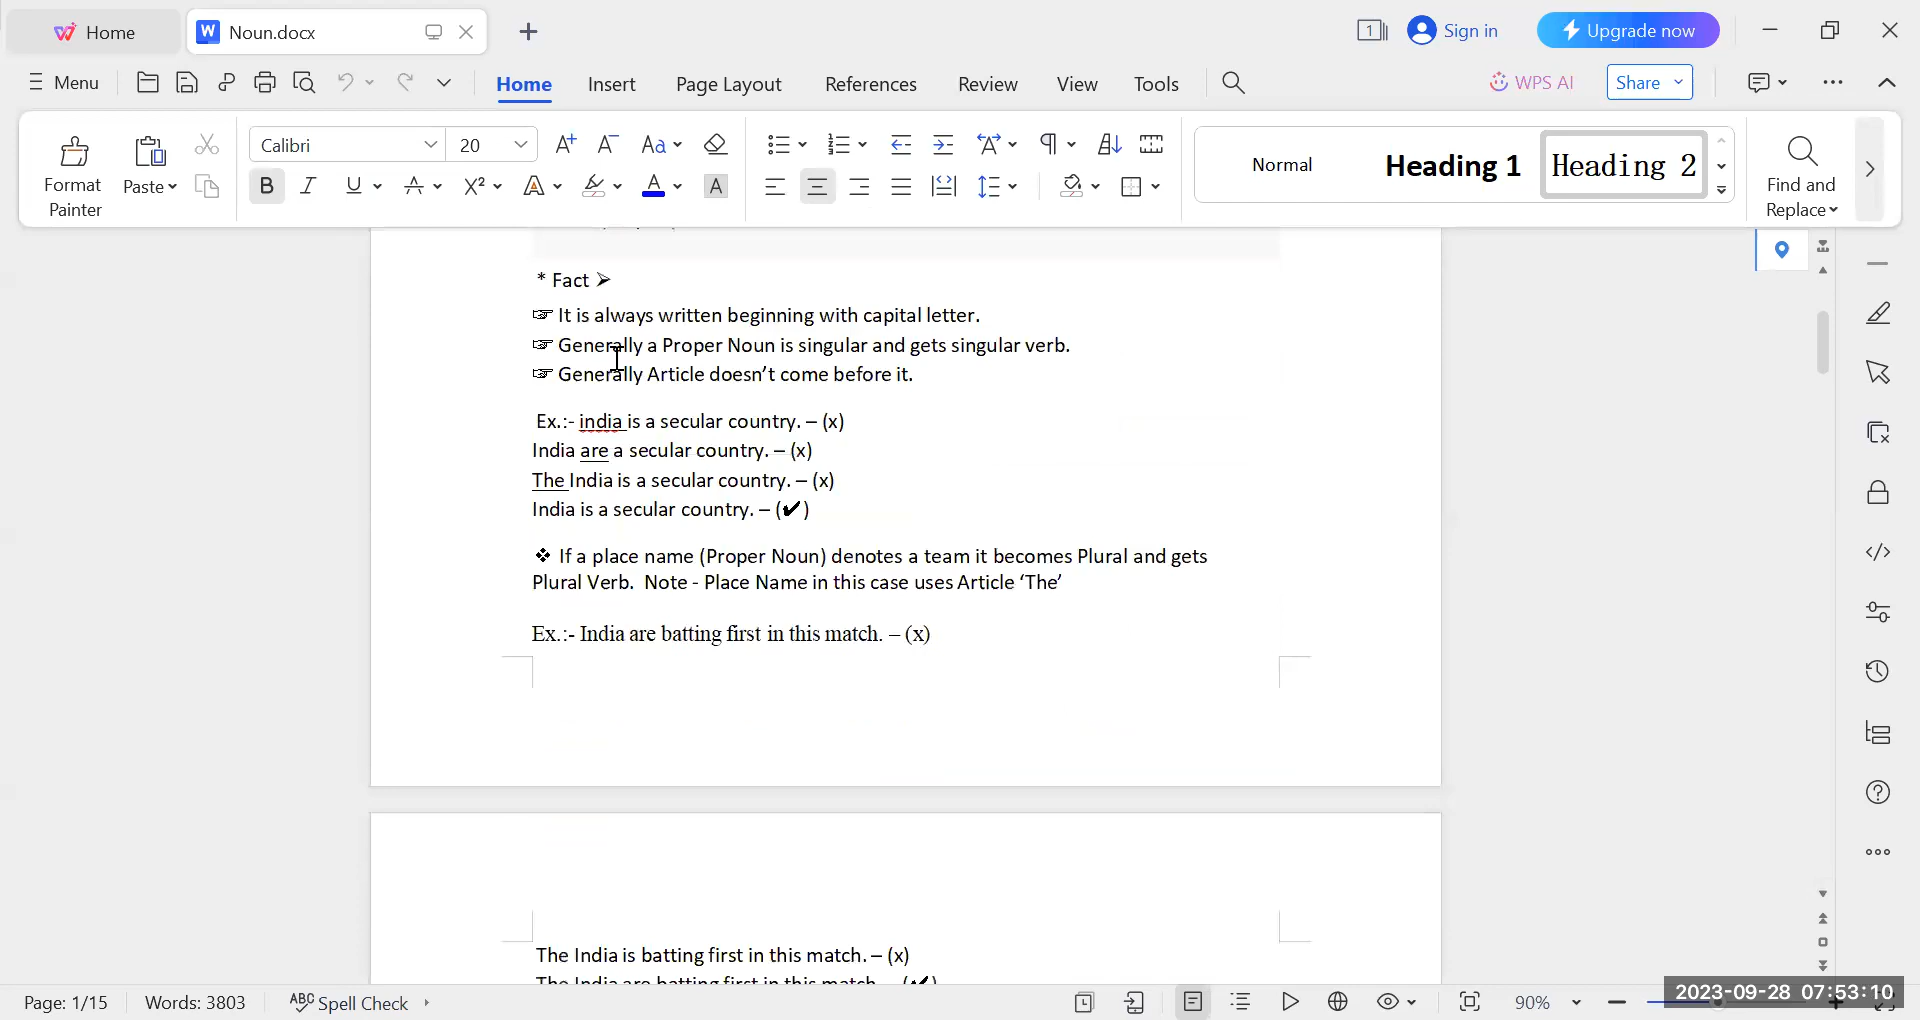 Home
Noun.docx
Sign in
Upgrade now
Menu
Home
Insert
Page Layout
References
Review
View
Tools
WPS AI
Share
Format Painter
Paste
Calibri
20
Normal
Heading 1
Heading 2
Find and Replace
* Fact ➢
☞ It is always written beginning with capital letter.
☞ Generally a Proper Noun is singular and gets singular verb.
☞ Generally Article doesn't come before it.
Ex.:- india is a secular country. – (x)
India are a secular country. – (x)
The India is a secular country. – (x)
India is a secular country. – (✔)
❖ If a place name (Proper Noun) denotes a team it becomes Plural and gets
Plural Verb. Note - Place Name in this case uses Article ‘The’
Ex.:- India are batting first in this match. – (x)
The India is batting first in this match. – (x)
The India are batting first in this match. – (✔)
Page: 1/15
Words: 3803
Spell Check
90%
2023-09-28 07:53:10